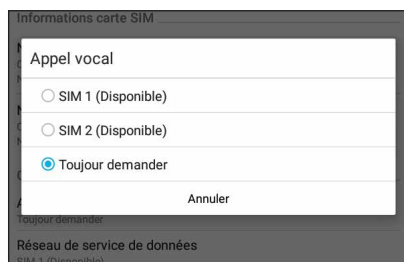 Informations carte SIM
Appel vocal
SIM 1 (Disponible)
SIM 2 (Disponible)
Toujour demander
Annuler
Toujour demander
Réseau de service de données
SIM 1 (Disponible)